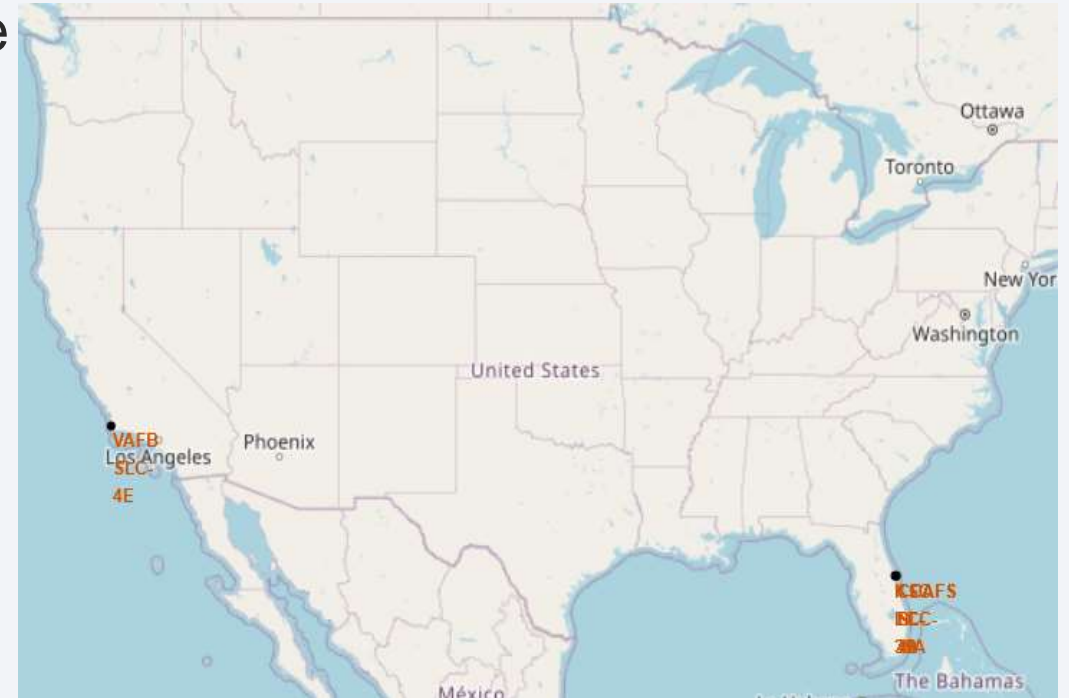 e
Ottawa
Toronto
New Yor
Washington
United States
Phoenix
VAFB
Los Angeles
SLC-
4E
The Bahamas
México